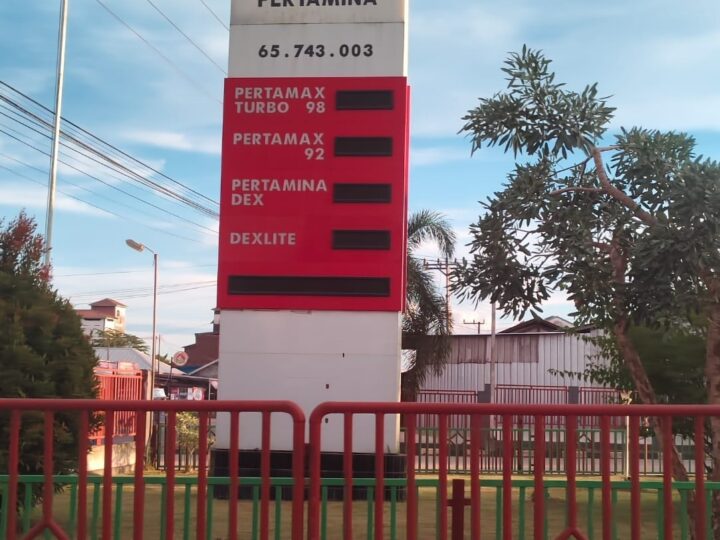 PERTAMINA
65.743.003
PERTAMAX
TURBO 98
PERTAMAX
92
PERTAMINA
DEX
DEXLITE